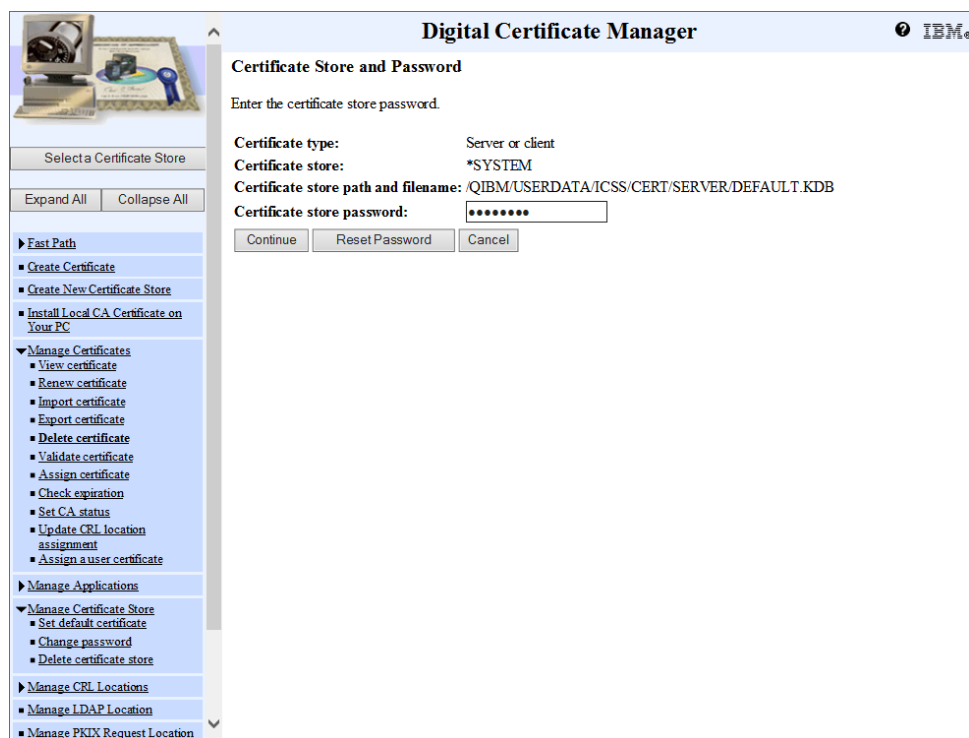 Digital Certificate Manager
IBM
Select a Certificate Store
Expand All
Collapse All
Fast Path
Create Certificate
Create New Certificate Store
Install Local CA Certificate on
Your PC
Manage Certificates
View certificate
Renew certificate
Import certificate
Export certificate
Delete certificate
Validate certificate
Assign certificate
Check expiration
Set CA status
Update CRL location
assignment
Assign a user certificate
Manage Applications
Manage Certificate Store
Set default certificate
Change password
Delete certificate store
Manage CRL Locations
Manage LDAP Location
Manage PKIX Request Location
Certificate Store and Password
Enter the certificate store password.
Certificate type: Server or client
Certificate store: *SYSTEM
Certificate store path and filename: /QIBM/USERDATA/ICSS/CERT/SERVER/DEFAULT.KDB
Certificate store password: ••••••••
Continue
Reset Password
Cancel